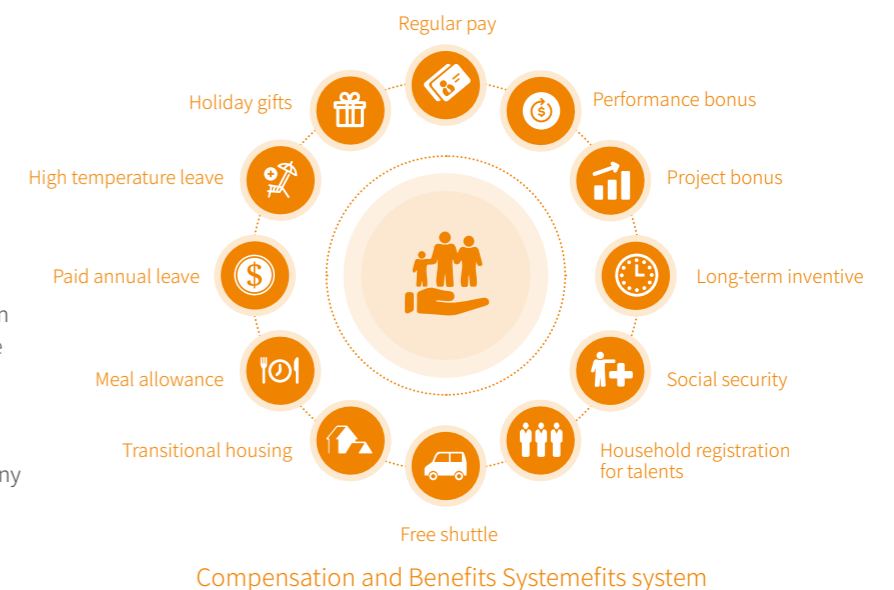 Regular pay
Holiday gifts
Performance bonus
High temperature leave
Project bonus
Paid annual leave
Long-term inventive
Meal allowance
Social security
Transitional housing
Household registration
for talents
Free shuttle
Compensation and Benefits Systemefits system